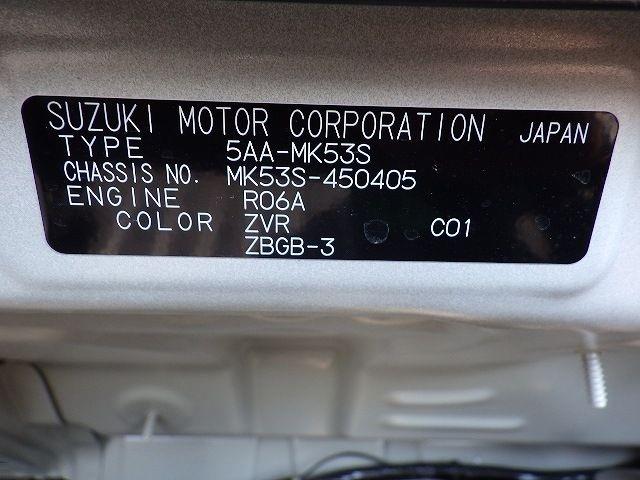 SUZUKI MOTOR CORPORATION JAPAN
TYPE 5AA-MK53S
CHASSIS NO. MK53S-450405
ENGINE R06A
COLOR ZVR C01
ZBGB-3